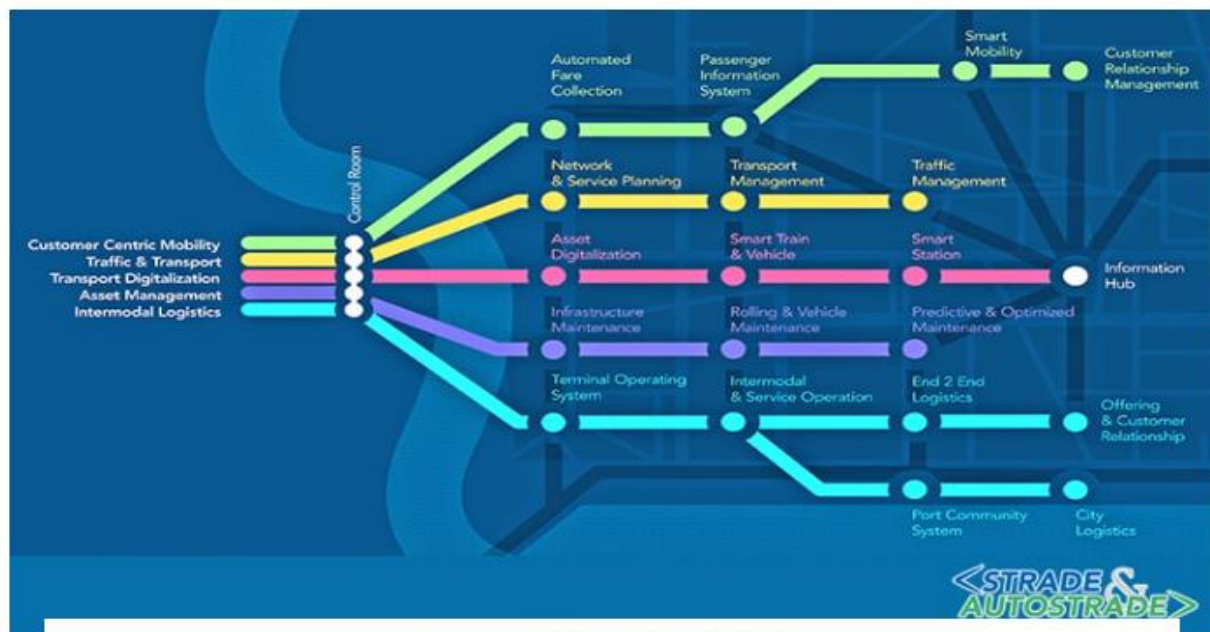 Smart
Mobility
Customer
Relationship
Management
Automated
Fare
Collection
Passenger
Information
System
Control Room
Network
& Service Planning
Transport
Management
Traffic
Management
Customer Centric Mobility
Traffic & Transport
Transport Digitalization
Asset Management
Intermodal Logistics
Asset
Digitalization
Smart Train
& Vehicle
Smart
Station
Information
Hub
Infrastructure
Maintenance
Rolling & Vehicle
Maintenance
Predictive & Optimized
Maintenance
Terminal Operating
System
Intermodal
& Service Operation
End 2 End
Logistics
Offering
& Customer
Relationship
Port Community
System
City
Logistics
<STRADE &
AUTOSTRADE>